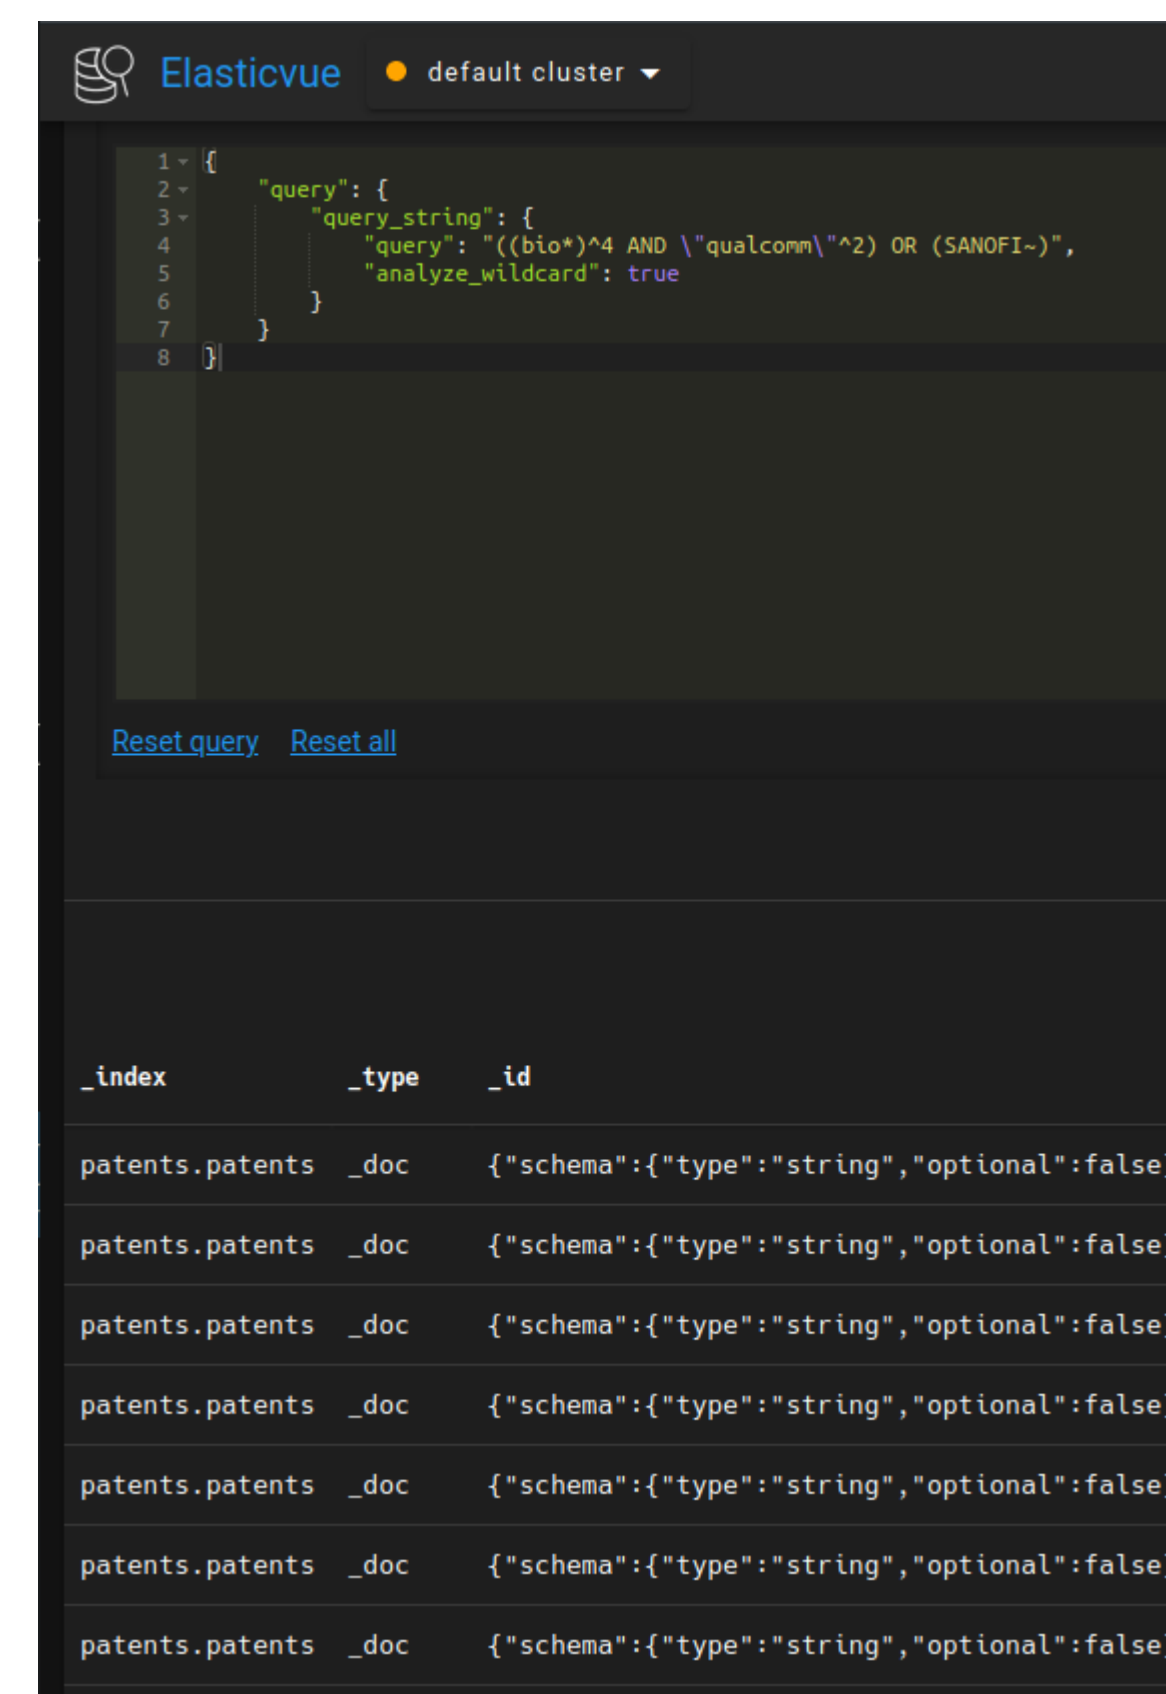 Elasticvue default cluster
1 {
2 "query": {
3 "query_string": {
4 "query": "((bio*)^4 AND \"qualcomm\"^2) OR (SANOFI~)",
5 "analyze_wildcard": true
6 }
7 }
8 }
Reset query Reset all
_index _type _id
patents.patents _doc {"schema":{"type":"string","optional":false}
patents.patents _doc {"schema":{"type":"string","optional":false}
patents.patents _doc {"schema":{"type":"string","optional":false}
patents.patents _doc {"schema":{"type":"string","optional":false}
patents.patents _doc {"schema":{"type":"string","optional":false}
patents.patents _doc {"schema":{"type":"string","optional":false}
patents.patents _doc {"schema":{"type":"string","optional":false}